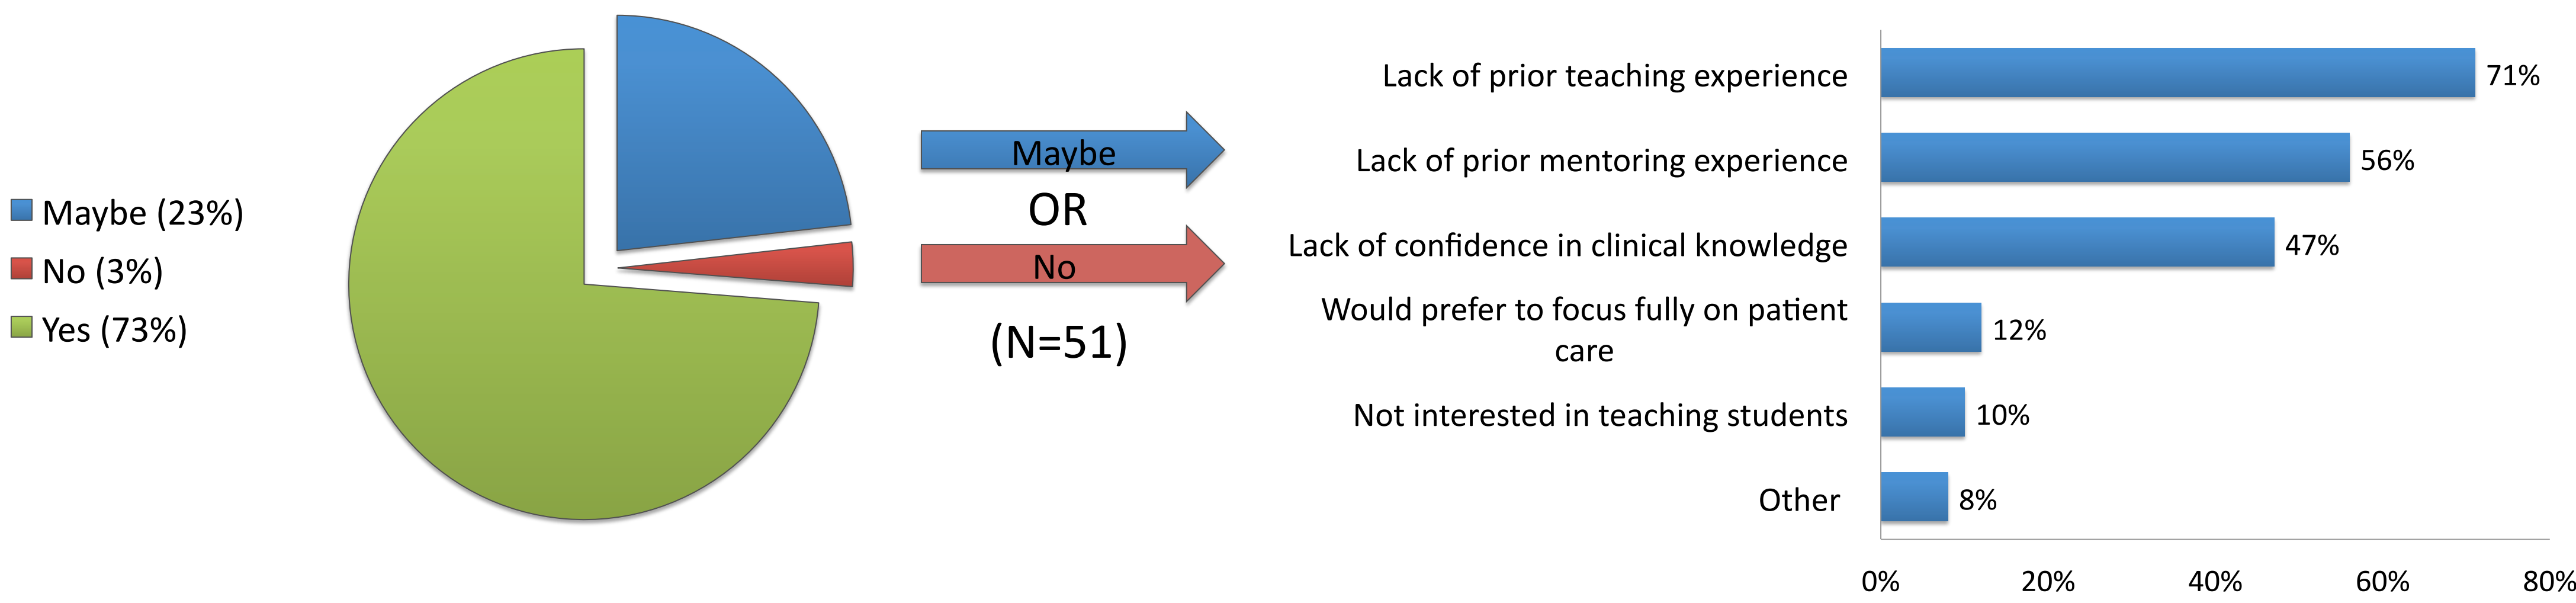 Maybe (23%)
No (3%)
Yes (73%)
Maybe
OR
No
(N=51)
Lack of prior teaching experience
71%
Lack of prior mentoring experience
56%
Lack of confidence in clinical knowledge
47%
Would prefer to focus fully on patient
care
12%
Not interested in teaching students
10%
Other
8%
0%
20%
40%
60%
80%